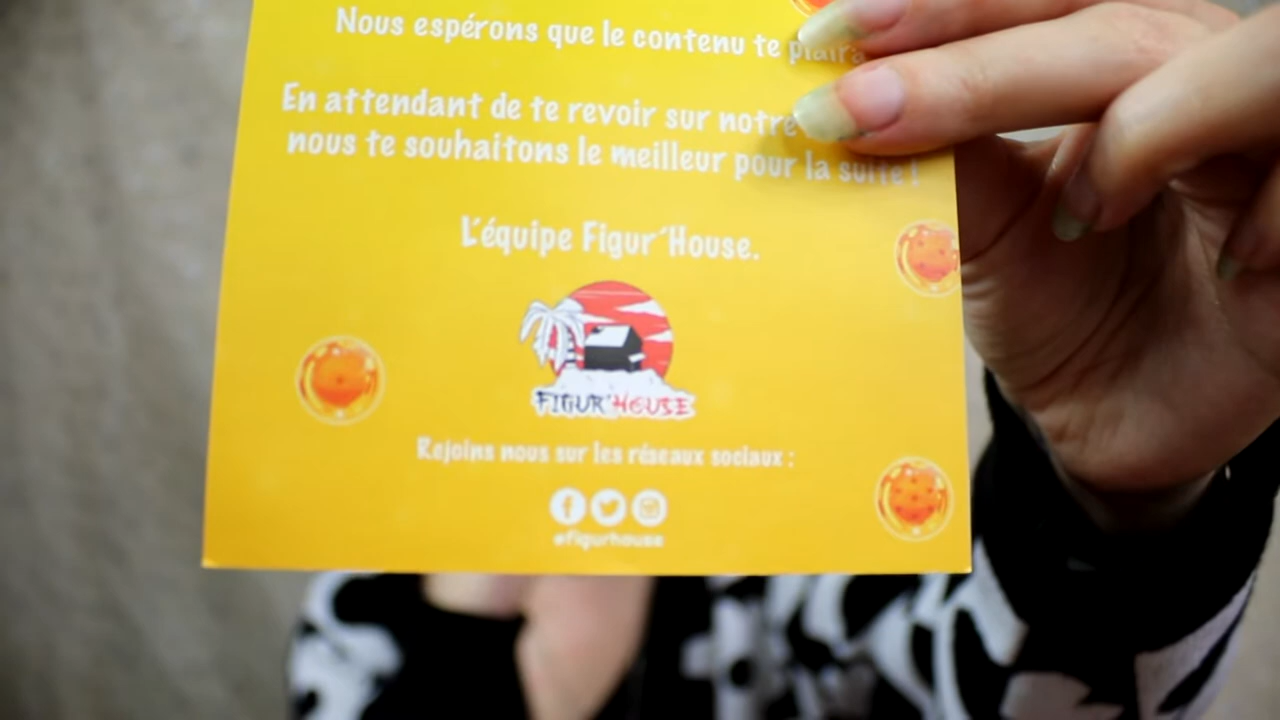 Nous espérons que le contenu te plaira
En attendant de te revoir sur notre
nous te souhaitons le meilleur pour la suite !
L'équipe Figur'House.
FIGUR'HOUSE
Rejoins nous sur les réseaux sociaux :
@figurhouse